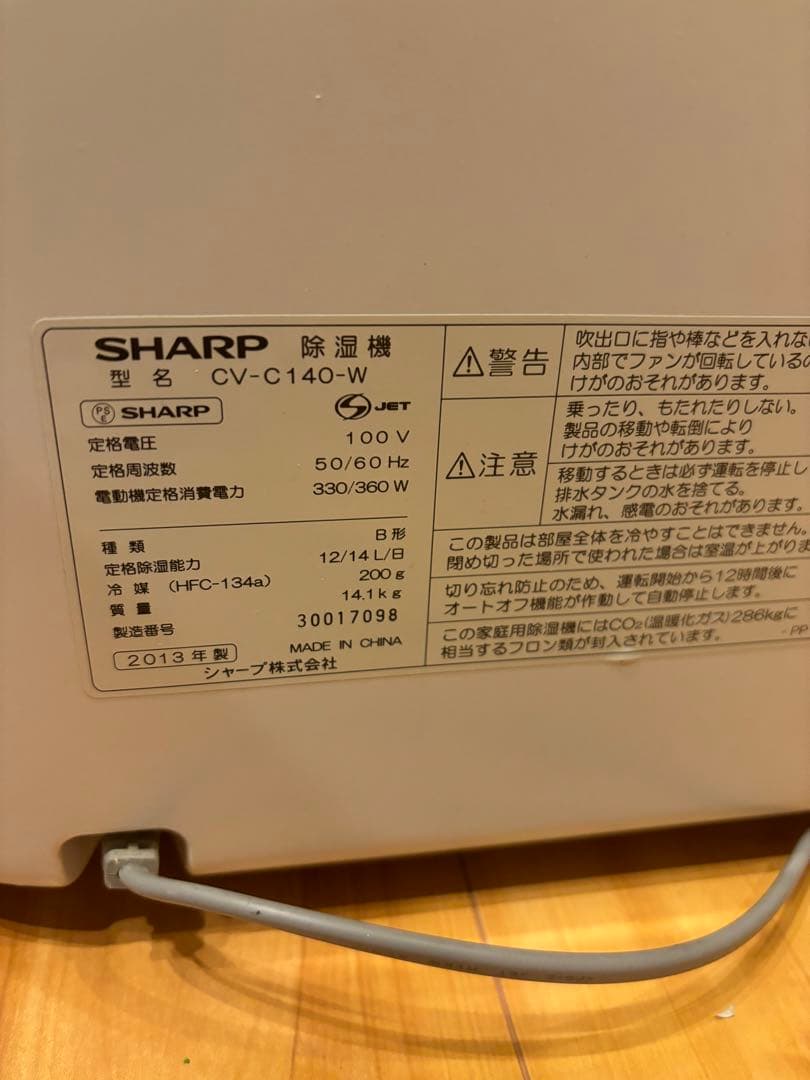 SHARP 除湿機
型名 CV-C140-W
PS E SHARP
S JET
定格電圧 100V
定格周波数 50/60 Hz
電動機定格消費電力 330/360 W
種類 B形
定格除湿能力 12/14 L/日
冷媒 (HFC-134a) 200g
質量 14.1kg
製造番号 30017098
2013年製 MADE IN CHINA
シャープ株式会社
警告
吹出口に指や棒などを入れな
内部でファンが回転している
けがのおそれがあります。
注意
乗ったり、もたれたりしない。
製品の移動や転倒により
けがのおそれがあります。
移動するときは必ず運転を停止し
排水タンクの水を捨てる。
水漏れ、感電のおそれがあります。
この製品は部屋全体を冷やすことはできません。
閉め切った場所で使われた場合は室温が上がりま
切り忘れ防止のため、運転開始から12時間後に
オートオフ機能が作動して自動停止します。
この家庭用除湿機にはCO₂(温暖化ガス)286kgに
相当するフロン類が封入されています。 -PP